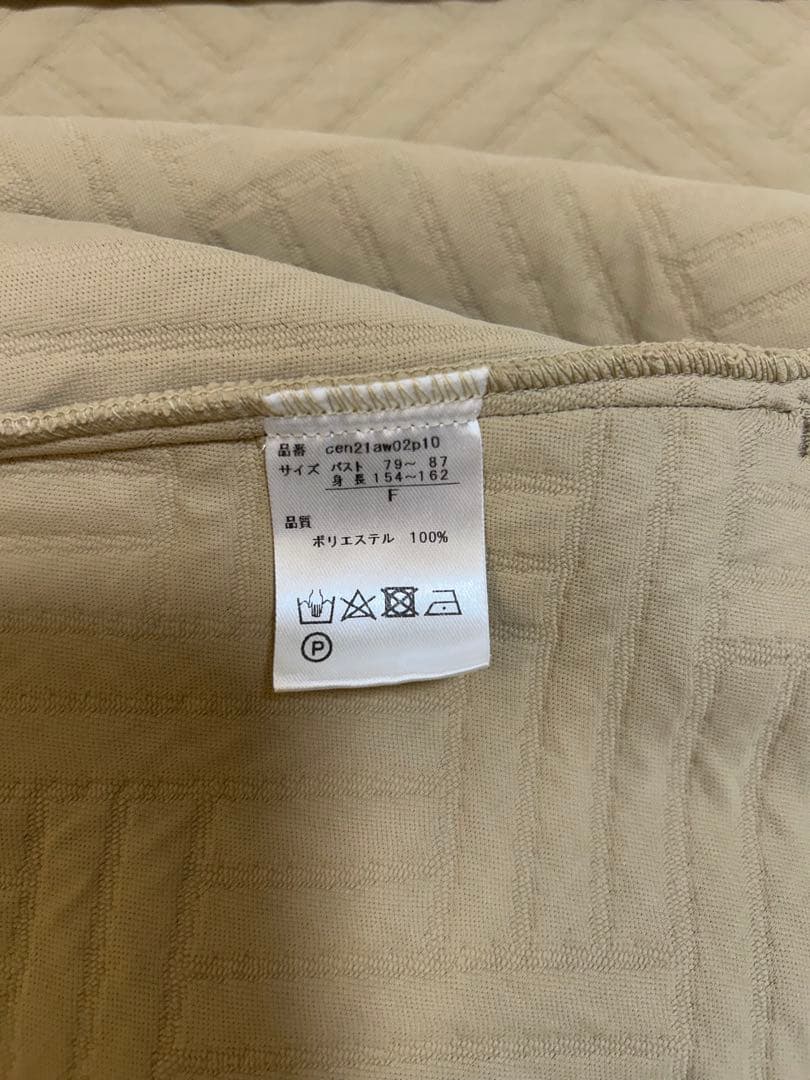 品番 cen21aw02p10
サイズ バスト 79~ 87
身長 154~162
F
品質
ポリエステル 100%
P